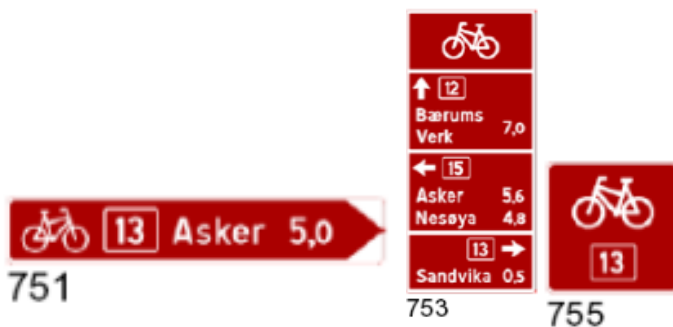 13 Asker 5,0
751
12
Bærums
Verk 7,0
15
Asker 5,6
Nesøya 4,8
13
Sandvika 0,5
753
13
755